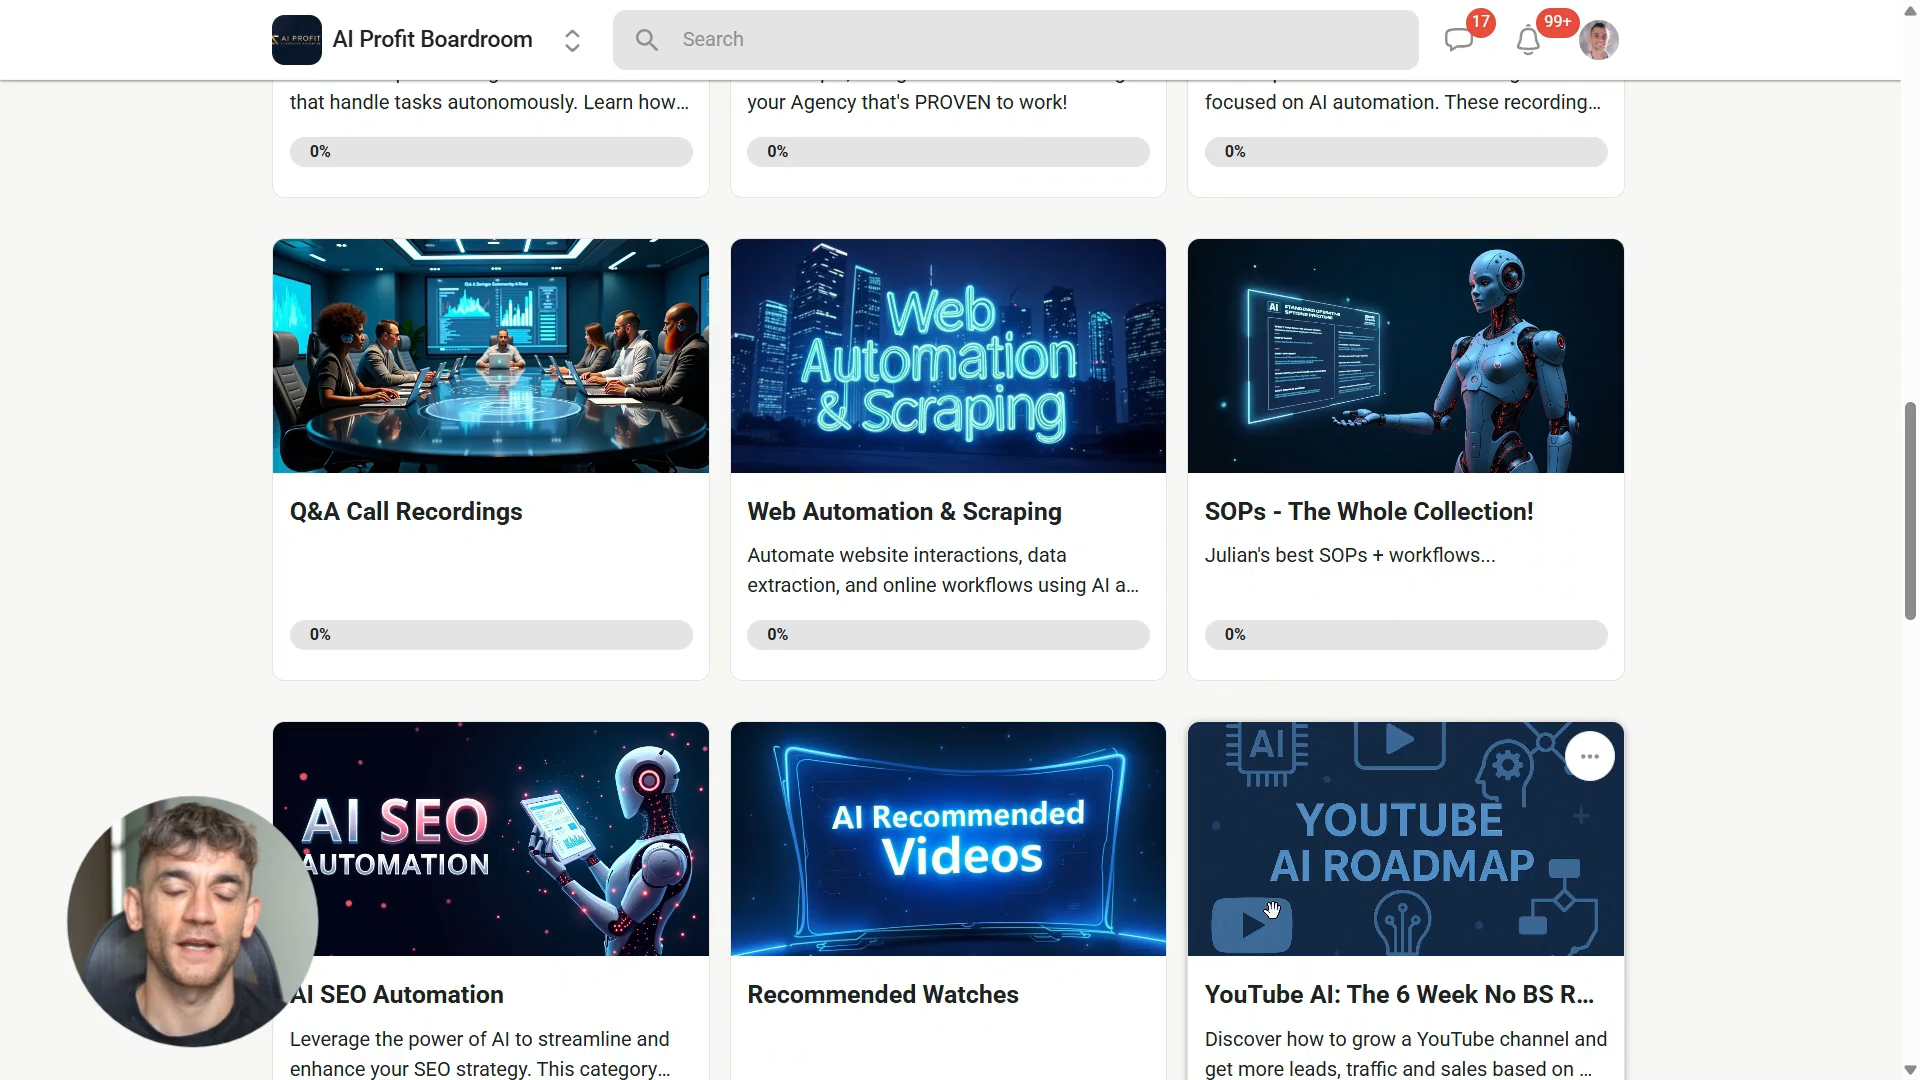 AI PROFIT
AI Profit Boardroom
Search
17
99+
that handle tasks autonomously. Learn how...
0%
your Agency that's PROVEN to work!
0%
focused on AI automation. These recording...
0%
Q&A Call Recordings
0%
Web
Automation
& Scraping
Web Automation & Scraping
Automate website interactions, data
extraction, and online workflows using AI a...
0%
AI
SOPs - The Whole Collection!
Julian's best SOPs + workflows...
0%
AI SEO
AUTOMATION
AI SEO Automation
Leverage the power of AI to streamline and
enhance your SEO strategy. This category...
AI Recommended
Videos
Recommended Watches
AI
YOUTUBE
AI ROADMAP
YouTube AI: The 6 Week No BS R...
Discover how to grow a YouTube channel and
get more leads, traffic and sales based on ...